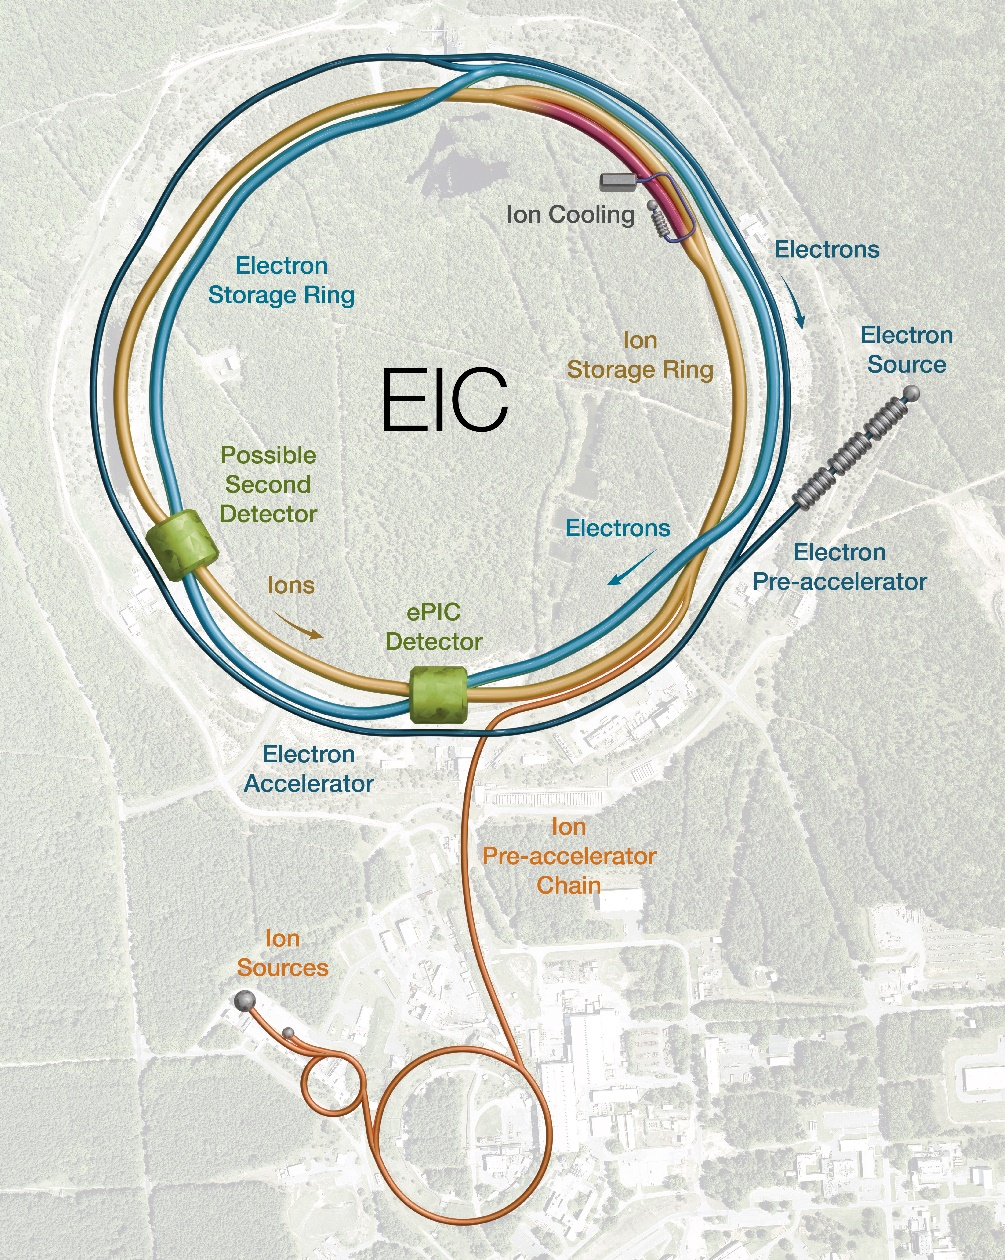 Ion Cooling
Electrons
Electron
Storage Ring
Electron
Source
Ion
Storage Ring
EIC
Possible
Second
Detector
Electrons
Electron
Pre-accelerator
Ions
ePIC
Detector
Electron
Accelerator
Ion
Pre-accelerator
Chain
Ion
Sources